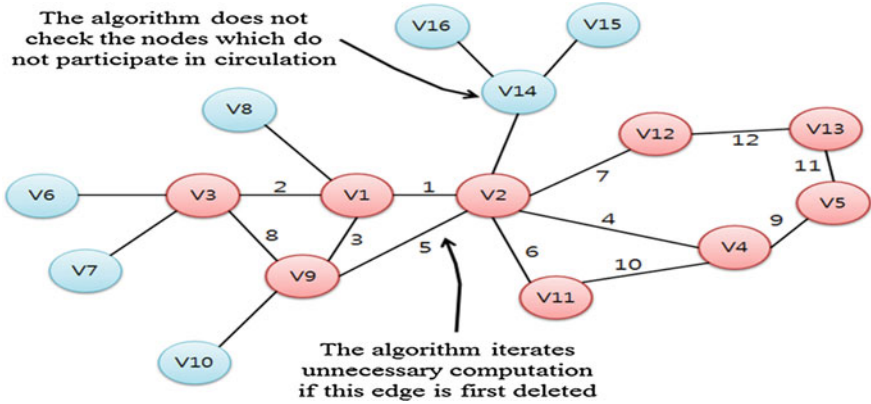 The algorithm does not
check the nodes which do
not participate in circulation
V16
V15
V14
V8
V12
12
V13
7
11
V6
V3
2
V1
1
V2
V5
4
9
8
3
5
6
V4
V7
V9
10
V11
V10
The algorithm iterates
unnecessary computation
if this edge is first deleted